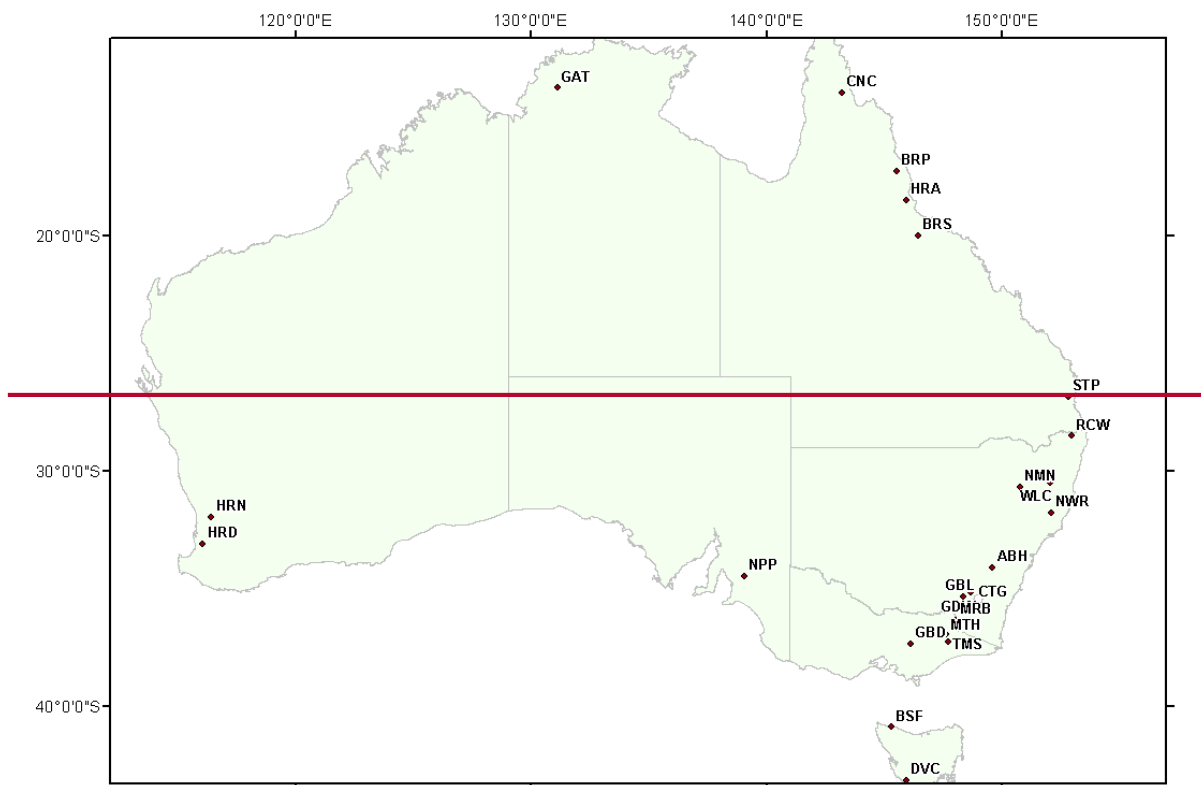 120°0'0"E 130°0'0"E 140°0'0"E 150°0'0"E
GAT
CNC
BRP
HRA
20°0'0"S
BRS
STP
RCW
30°0'0"S
NMN
WLC
NWR
HRN
HRD
ABH
NPP
GBL
CTG
MRB
MTH
GBD
TMS
40°0'0"S
BSF
DVC